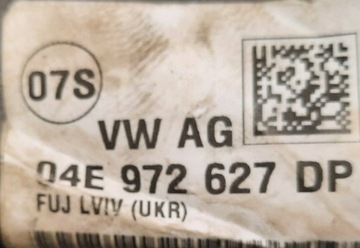 07S
VW AG
04E 972 627 DP
FUJ LVIV (UKR)